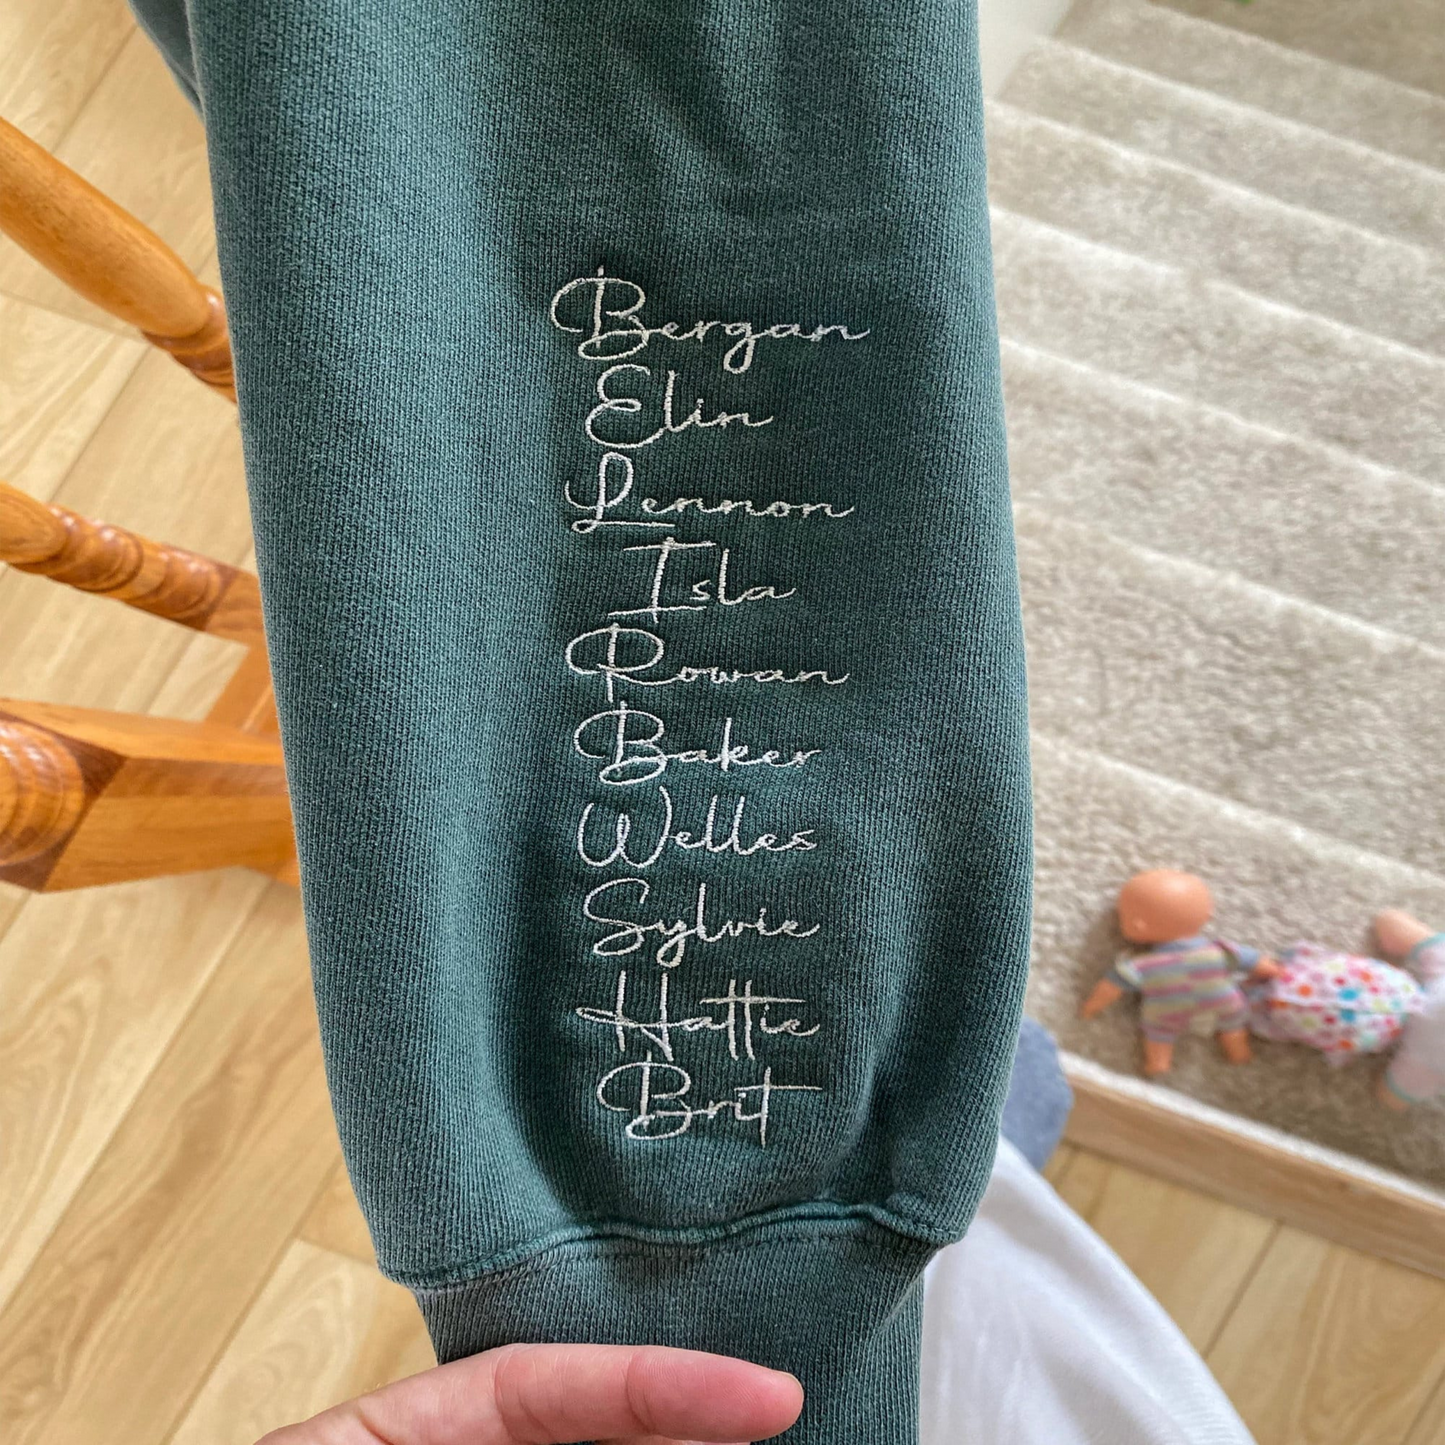 Bergan
Elin
Lennon
Isla
Rowan
Baker
Welles
Sylvie
Hattie
Brit